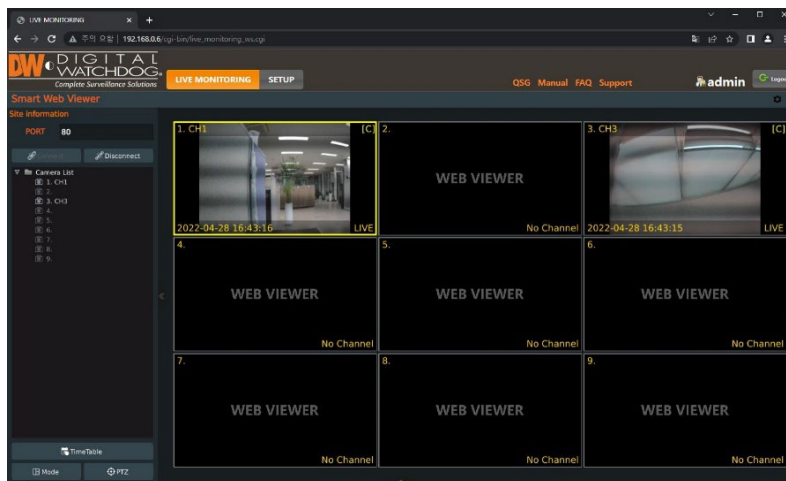 LIVE MONITORING
주의 요함 | 192.168.0.6/cgi-bin/live_monitoring_ws.cgi
DW DIGITAL
WATCHDOG
Complete Surveillance Solutions
LIVE MONITORING SETUP
QSG Manual FAQ Support
admin
Smart Web Viewer
Site Information
PORT 80
Disconnect
Camera List
1. CH1
2.
3. CH3
4.
5.
6.
7.
8.
9.
TimeTable
Mode PTZ
1. CH1 [C]
2022-04-28 16:43:16 LIVE
2.
WEB VIEWER
No Channel
3. CH3 [C]
2022-04-28 16:43:15 LIVE
4.
WEB VIEWER
No Channel
5.
WEB VIEWER
No Channel
6.
WEB VIEWER
No Channel
7.
WEB VIEWER
No Channel
8.
WEB VIEWER
No Channel
9.
WEB VIEWER
No Channel